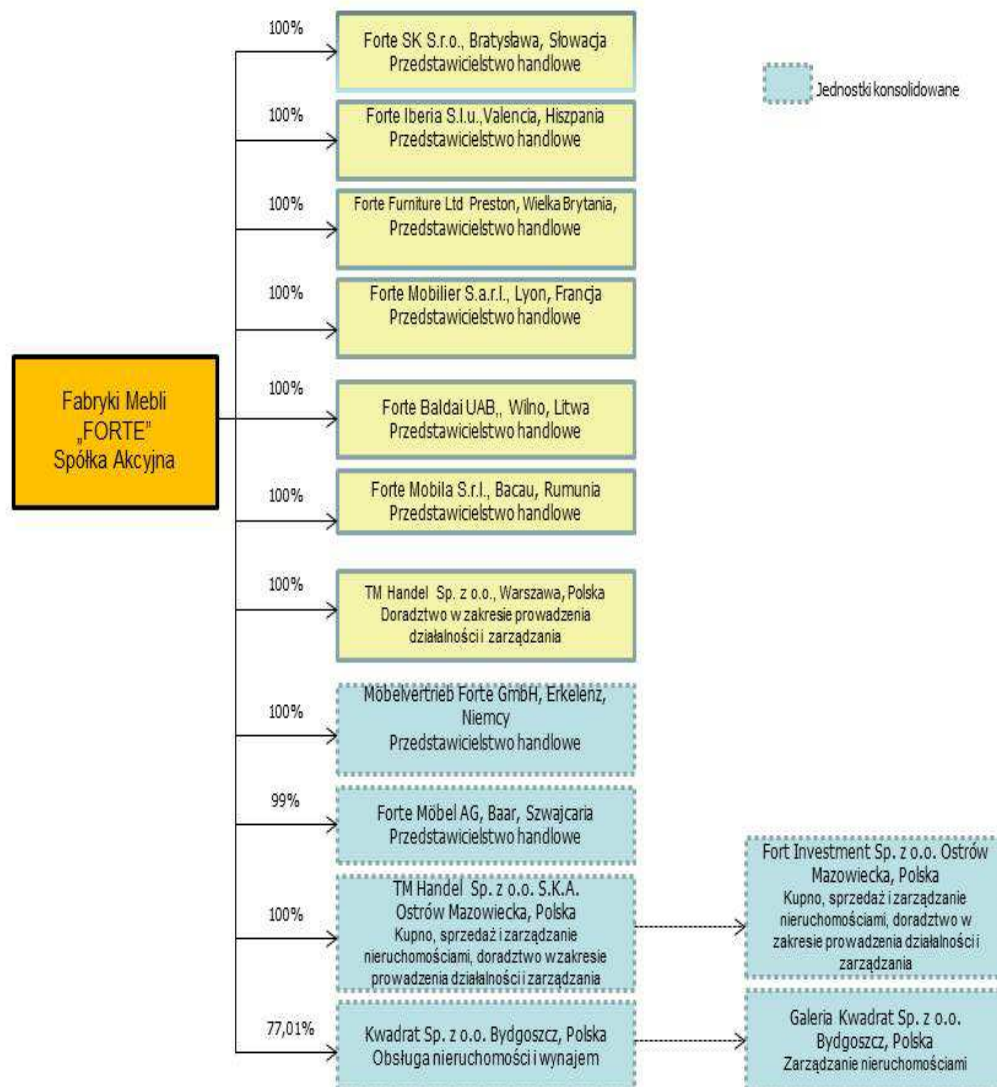 100%
Forte SK S.r.o., Bratysława, Słowacja
Przedstawicielstwo handlowe
Jednostki konsolidowane
100%
Forte Iberia S.l.u.,Valencia, Hiszpania
Przedstawicielstwo handlowe
100%
Forte Furniture Ltd Preston, Wielka Brytania,
Przedstawicielstwo handlowe
100%
Forte Mobilier S.a.r.l., Lyon, Francja
Przedstawicielstwo handlowe
Fabryki Mebli
„FORTE”
Spółka Akcyjna
100%
Forte Baldai UAB,, Wilno, Litwa
Przedstawicielstwo handlowe
100%
Forte Mobila S.r.l., Bacau, Rumunia
Przedstawicielstwo handlowe
100%
TM Handel Sp. z o.o., Warszawa, Polska
Doradztwo w zakresie prowadzenia
działalności i zarządzania
100%
Möbelvertrieb Forte GmbH, Erkelenz,
Niemcy
Przedstawicielstwo handlowe
99%
Forte Möbel AG, Baar, Szwajcaria
Przedstawicielstwo handlowe
100%
TM Handel Sp. z o.o. S.K.A.
Ostrów Mazowiecka, Polska
Kupno, sprzedaż i zarządzanie
nieruchomościami, doradztwo w zakresie
prowadzenia działalności i zarządzania
Fort Investment Sp. z o.o. Ostrów
Mazowiecka, Polska
Kupno, sprzedaż i zarządzanie
nieruchomościami, doradztwo w
zakresie prowadzenia działalności i
zarządzania
77,01%
Kwadrat Sp. z o.o. Bydgoszcz, Polska
Obsługa nieruchomości i wynajem
Galeria Kwadrat Sp. z o.o.
Bydgoszcz, Polska
Zarządzanie nieruchomościami